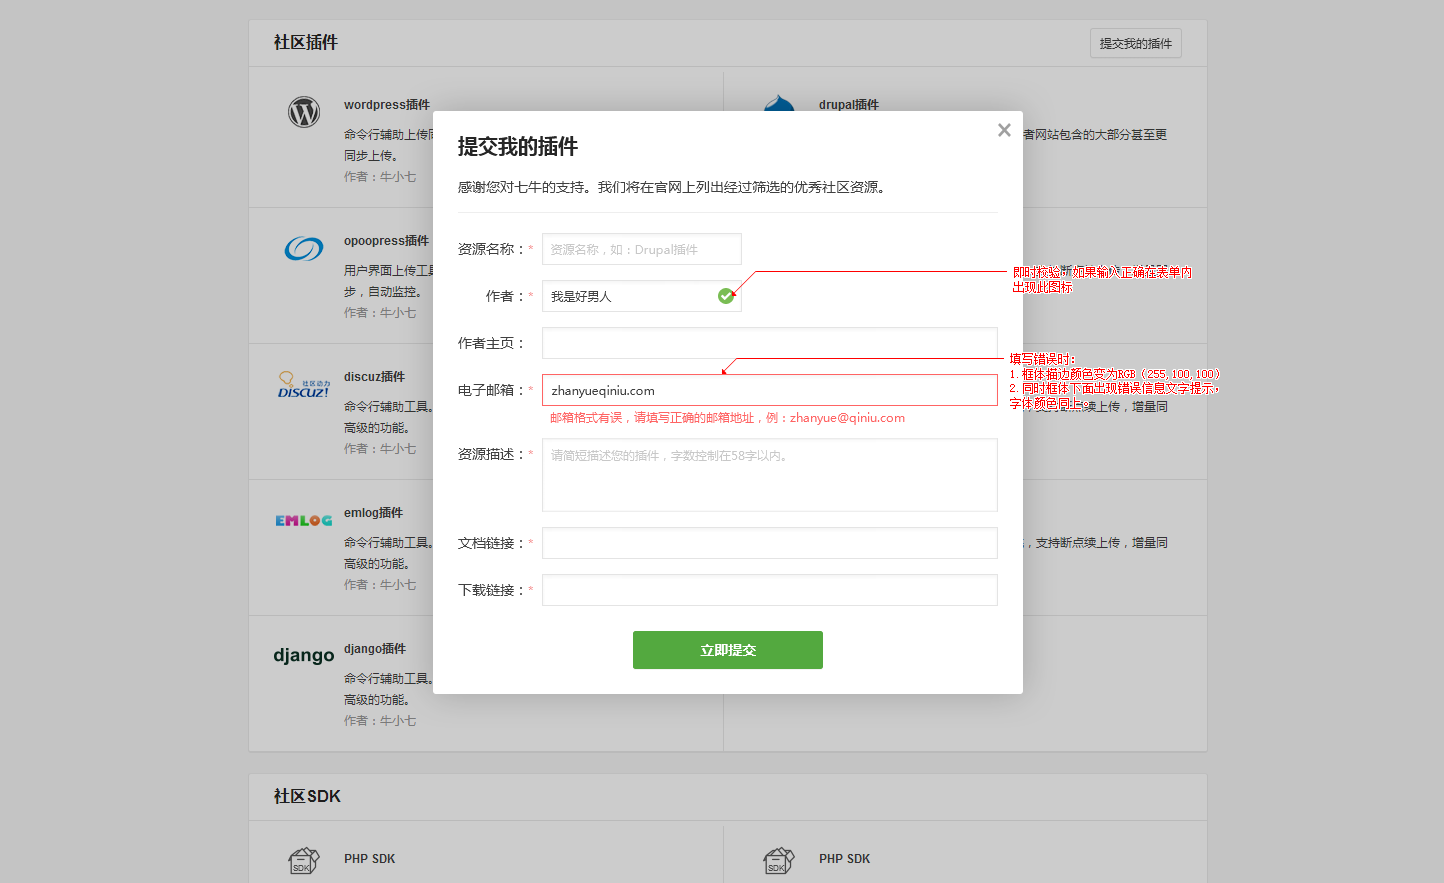 社区插件
提交我的插件
wordpress插件
命令行辅助上传
同步上传。
作者：牛小七
drupal插件
者网站包含的大部分甚至更
提交我的插件
感谢您对七牛的支持。我们将在官网上列出经过筛选的优秀社区资源。
资源名称：*
资源名称，如：Drupal插件
作者：*
我是好男人
即时校验，如果输入正确在表单内
出现此图标
作者主页：
填写错误时：
1.框体描边颜色变为RGB（255,100,100）
2.同时框体下面出现错误信息文字提示，
字体颜色同上。
电子邮箱：*
zhanyueqiniu.com
邮箱格式有误，请填写正确的邮箱地址，例：zhanyue@qiniu.com
资源描述：*
请简短描述您的插件，字数控制在58字以内。
文档链接：*
下载链接：*
立即提交
opoopress插件
用户界面上传工具
步，自动监控。
作者：牛小七
社区动力
DISCUZ!
discuz插件
命令行辅助工具。
高级的功能。
作者：牛小七
点续上传，增量同
EMLOG
emlog插件
命令行辅助工具。
高级的功能。
作者：牛小七
，支持断点续上传，增量同
django
django插件
命令行辅助工具。
高级的功能。
作者：牛小七
社区SDK
SDK
PHP SDK
SDK
PHP SDK